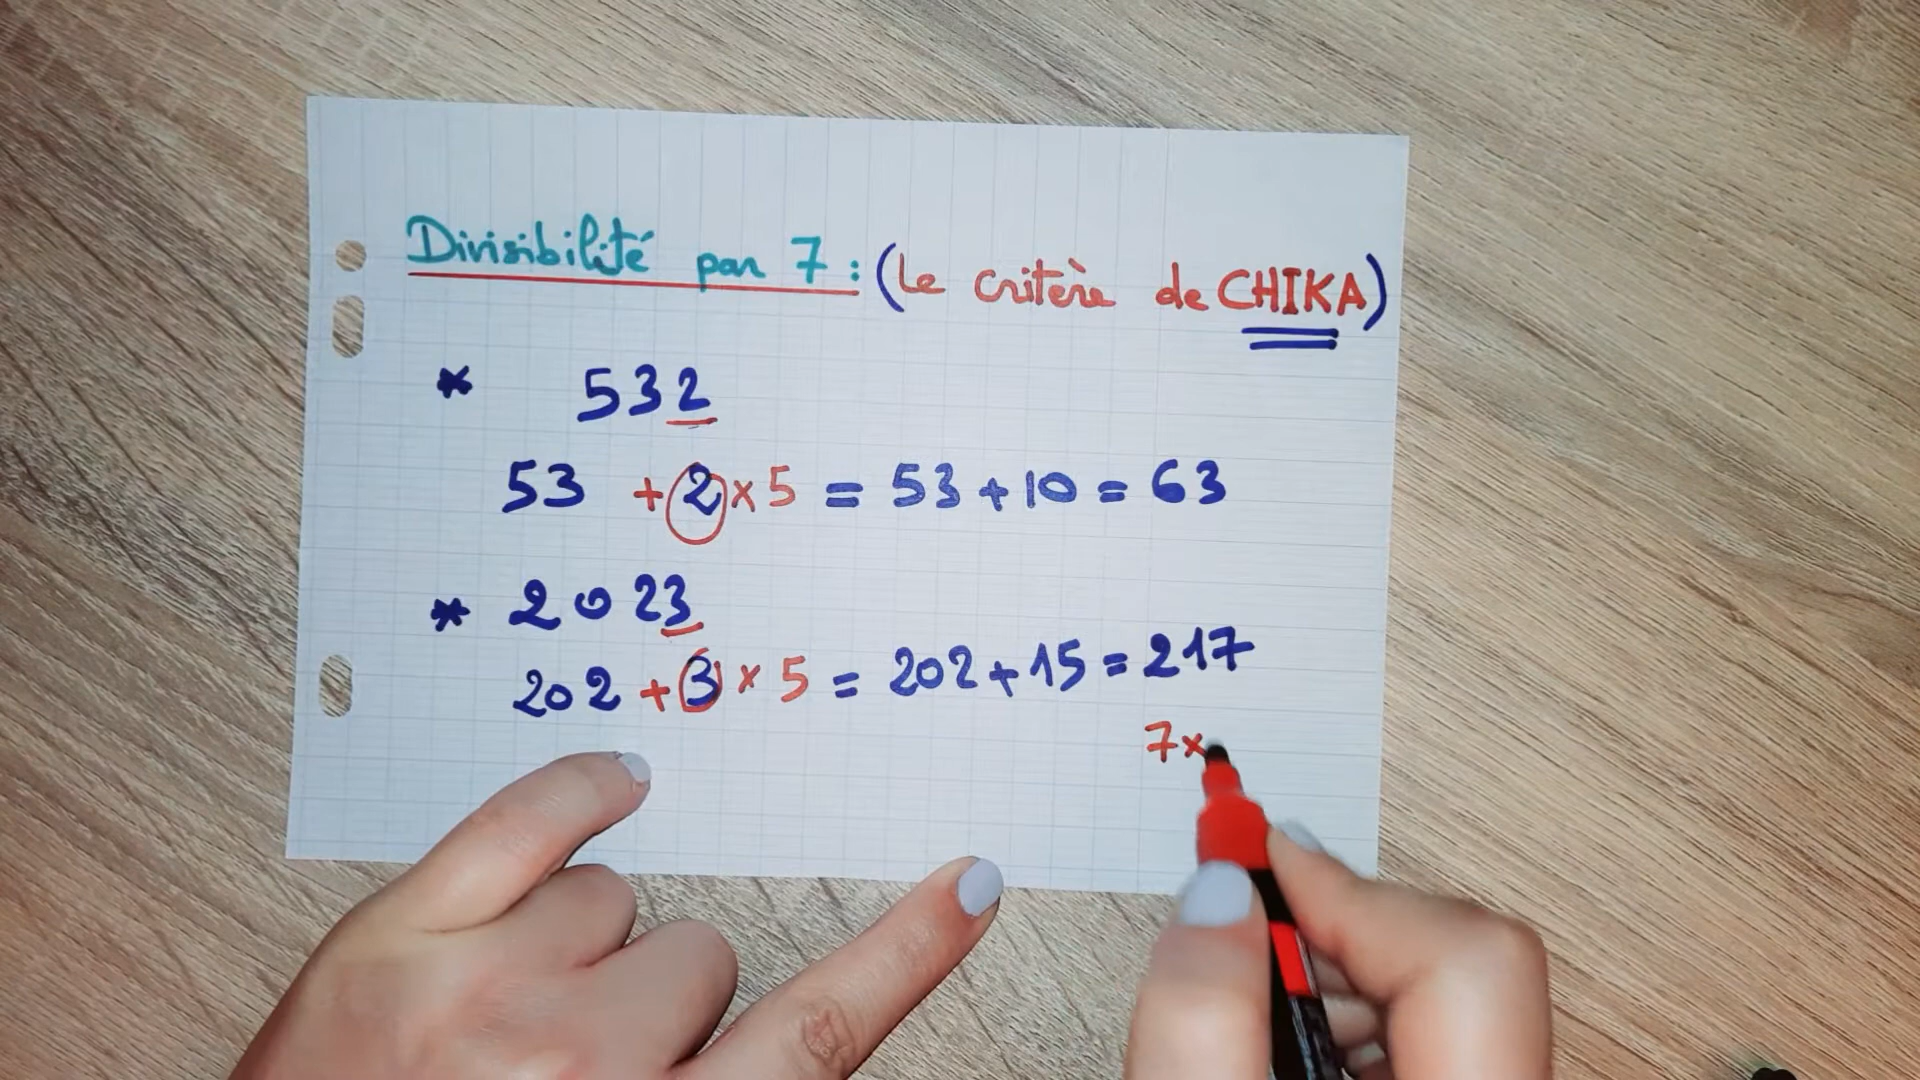 Divisibilité par 7 : (Le critère de CHIKA)
* 532
53 + 2 × 5 = 53 + 10 = 63
* 2023
202 + 3 × 5 = 202 + 15 = 217
7×